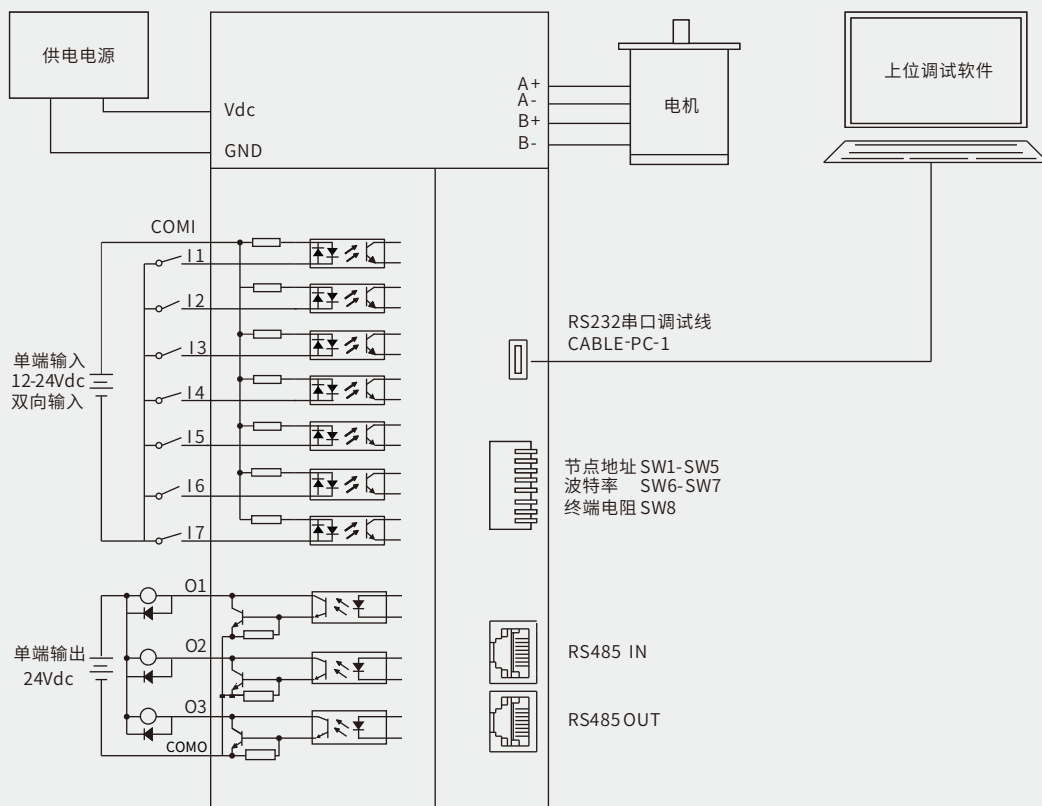 供电电源
Vdc
GND
A+
A-
B+
B-
电机
上位调试软件
COMI
I1
I2
I3
I4
I5
I6
I7
单端输入
12-24Vdc
双向输入
RS232串口调试线
CABLE-PC-1
节点地址 SW1-SW5
波特率 SW6-SW7
终端电阻 SW8
O1
O2
O3
COMO
单端输出
24Vdc
RS485 IN
RS485 OUT